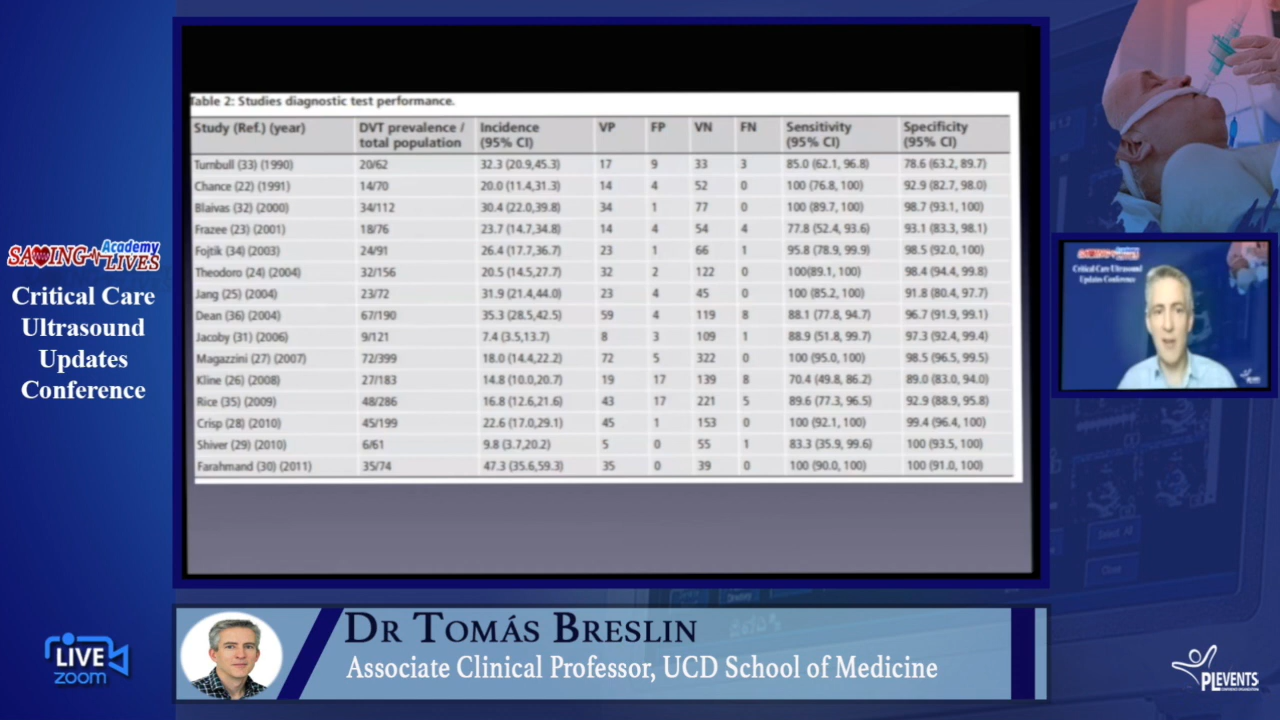 Table 2: Studies diagnostic test performance.
Study (Ref.) (year) DVT prevalence / total population Incidence (95% CI) VP FP VN FN Sensitivity (95% CI) Specificity (95% CI)
Turnbull (33) (1990) 20/62 32.3 (20.9,45.3) 17 9 33 3 85.0 (62.1, 96.8) 78.6 (63.2, 89.7)
Chance (22) (1991) 14/70 20.0 (11.4,31.3) 14 4 52 0 100 (76.8, 100) 92.9 (82.7, 98.0)
Blaivas (32) (2000) 34/112 30.4 (22.0,39.8) 34 1 77 0 100 (89.7, 100) 98.7 (93.1, 100)
Frazee (23) (2001) 18/76 23.7 (14.7,34.8) 14 4 54 4 77.8 (52.4, 93.6) 93.1 (83.3, 98.1)
Fojtik (34) (2003) 24/91 26.4 (17.7,36.7) 23 1 66 1 95.8 (78.9, 99.9) 98.5 (92.0, 100)
Theodoro (24) (2004) 32/156 20.5 (14.5,27.7) 32 2 122 0 100(89.1, 100) 98.4 (94.4, 99.8)
Jang (25) (2004) 23/72 31.9 (21.4,44.0) 23 4 45 0 100 (85.2, 100) 91.8 (80.4, 97.7)
Dean (36) (2004) 67/190 35.3 (28.5,42.5) 59 4 119 8 88.1 (77.8, 94.7) 96.7 (91.9, 99.1)
Jacoby (31) (2006) 9/121 7.4 (3.5,13.7) 8 3 109 1 88.9 (51.8, 99.7) 97.3 (92.4, 99.4)
Magazzini (27) (2007) 72/399 18.0 (14.4,22.2) 72 5 322 0 100 (95.0, 100) 98.5 (96.5, 99.5)
Kline (26) (2008) 27/183 14.8 (10.0,20.7) 19 17 139 8 70.4 (49.8, 86.2) 89.0 (83.0, 94.0)
Rice (35) (2009) 48/286 16.8 (12.6,21.6) 43 17 221 5 89.6 (77.3, 96.5) 92.9 (88.9, 95.8)
Crisp (28) (2010) 45/199 22.6 (17.0,29.1) 45 1 153 0 100 (92.1, 100) 99.4 (96.4, 100)
Shiver (29) (2010) 6/61 9.8 (3.7,20.2) 5 0 55 1 83.3 (35.9, 99.6) 100 (93.5, 100)
Farahmand (30) (2011) 35/74 47.3 (35.6,59.3) 35 0 39 0 100 (90.0, 100) 100 (91.0, 100)
SAVING Academy
LIVES
Critical Care
Ultrasound
Updates
Conference
Critical Care Ultrasound
Updates Conference
Select All
Close
LIVE
zoom
DR TOMÁS BRESLIN
Associate Clinical Professor, UCD School of Medicine
PLEVENTS